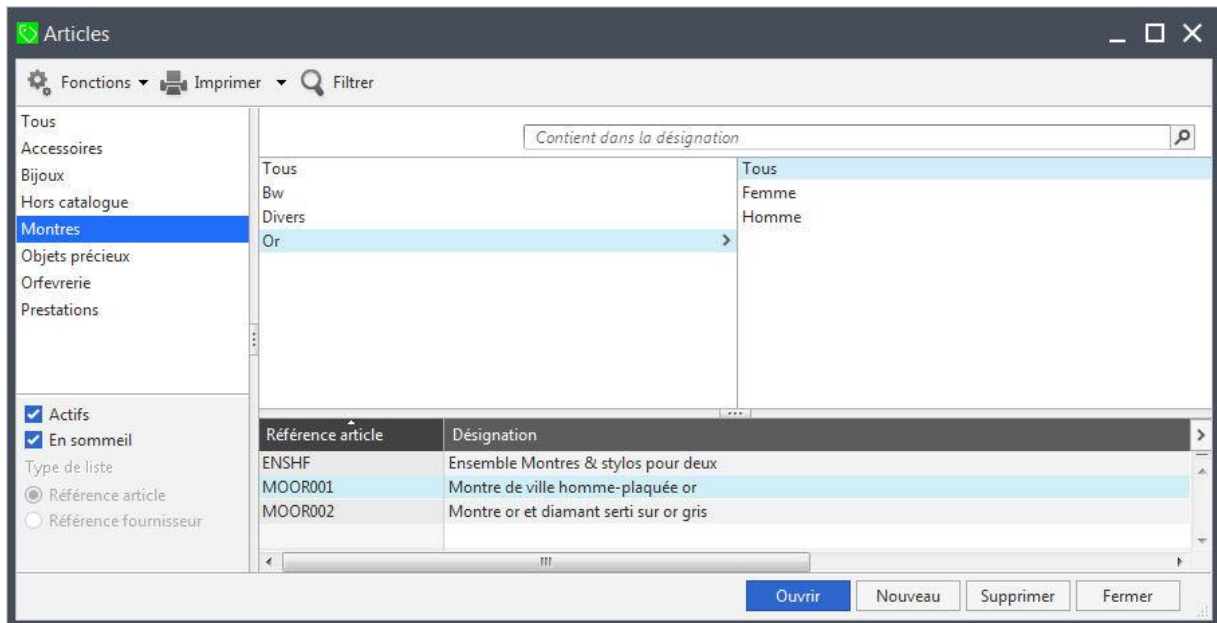 Articles
Fonctions Imprimer Filtrer
Tous
Accessoires
Bijoux
Hors catalogue
Montres
Objets précieux
Orfevrerie
Prestations
Actifs
En sommeil
Type de liste
Référence article
Référence fournisseur
Contient dans la désignation
Tous
Bw
Divers
Or
Tous
Femme
Homme
Référence article Désignation
ENSHF Ensemble Montres & stylos pour deux
MOOR001 Montre de ville homme-plaquée or
MOOR002 Montre or et diamant serti sur or gris
Ouvrir Nouveau Supprimer Fermer